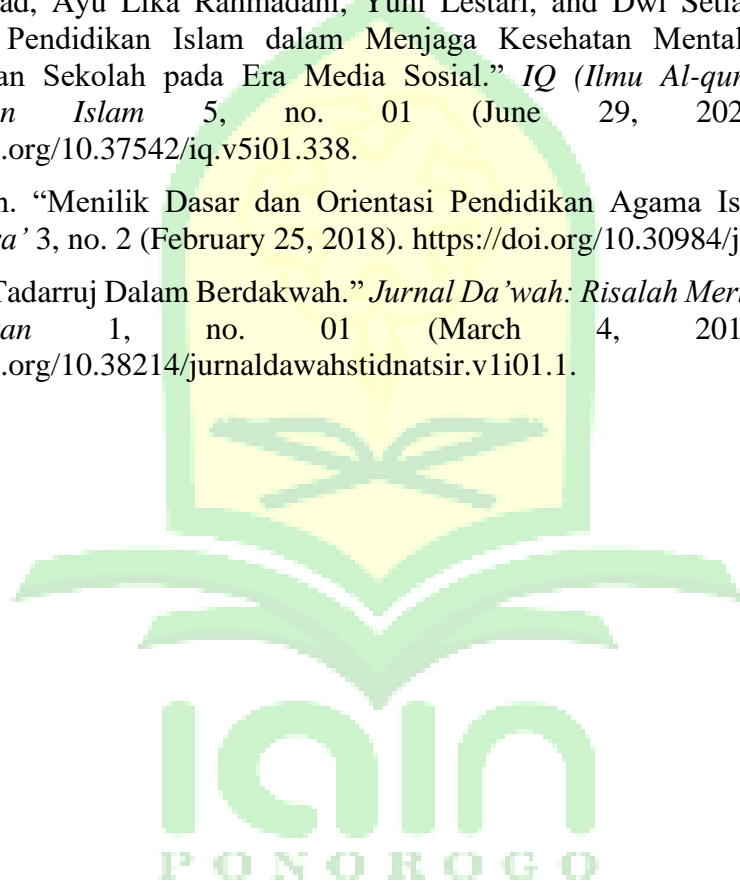 ad, Ayu Lika Rahmadani, Yuni Lestari, and Dwi Setia
Pendidikan Islam dalam Menjaga Kesehatan Mental
an Sekolah pada Era Media Sosial.” IQ (Ilmu Al-qur
n Islam 5, no. 01 (June 29, 202
.org/10.37542/iq.v5i01.338.
n. “Menilik Dasar dan Orientasi Pendidikan Agama Is
ra’ 3, no. 2 (February 25, 2018). https://doi.org/10.30984/j
Tadarruj Dalam Berdakwah.” Jurnal Da’wah: Risalah Mer
an 1, no. 01 (March 4, 201
.org/10.38214/jurnaldawahstidnatsir.v1i01.1.
iain
PONOROGO